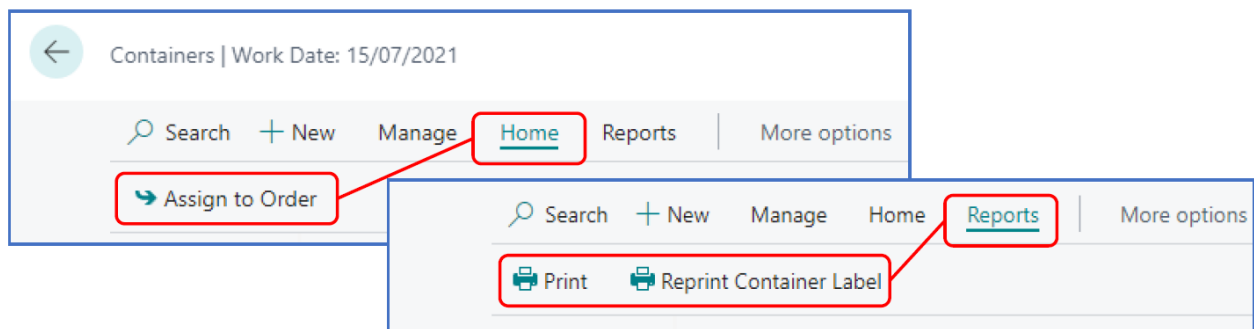 Containers | Work Date: 15/07/2021
Search New Manage Home Reports More options
Assign to Order
Search New Manage Home Reports More options
Print Reprint Container Label